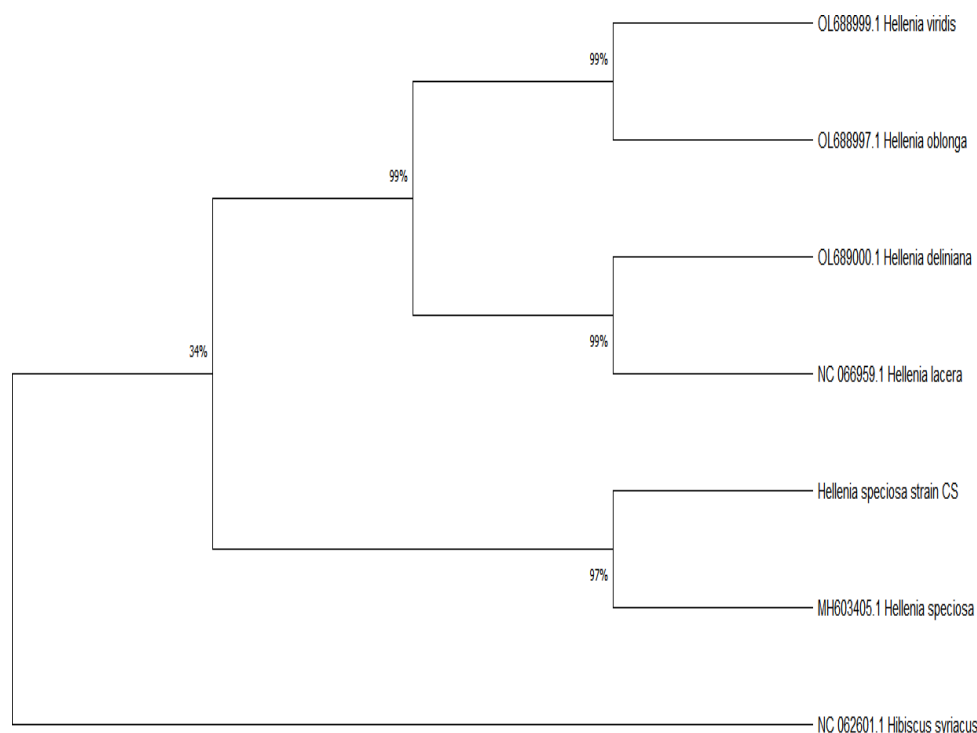 OL688999.1 Hellenia viridis
99%
OL688997.1 Hellenia oblonga
99%
OL689000.1 Hellenia deliniana
99%
34%
NC 066959.1 Hellenia lacera
Hellenia speciosa strain CS
97%
MH603405.1 Hellenia speciosa
NC 062601.1 Hibiscus syriacus